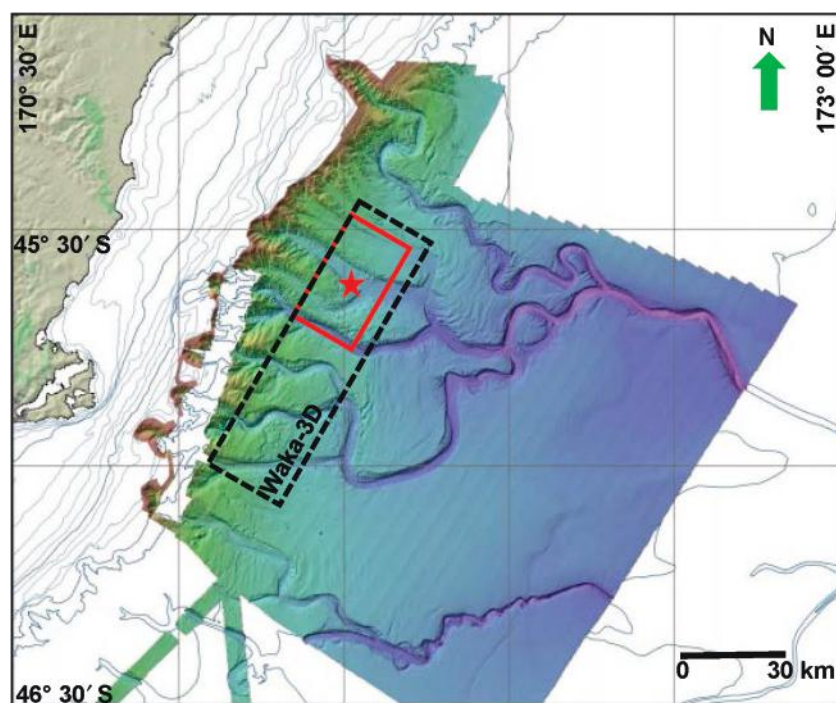 170° 30′ E
N
173° 00′ E
45° 30′ S
Waka-3D
46° 30′ S
0 30 km